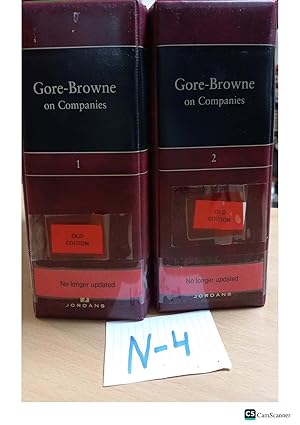 Gore-Browne
on Companies
1
OLD
EDITION
No longer updated
JORDANS
Gore-Browne
on Companies
2
OLD
EDITION
No longer updated
JORDANS
N-4
CS CamScanner